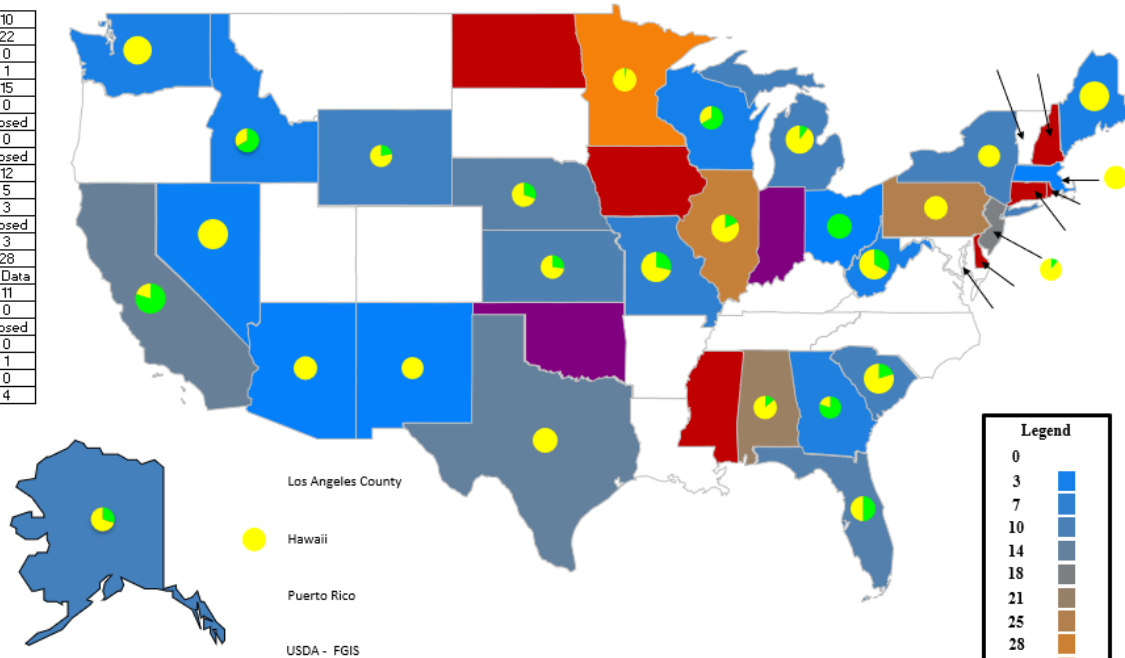 10
22
0
1
15
0
osed
0
osed
12
5
3
osed
3
28
Data
11
0
osed
0
1
0
4
Los Angeles County
Hawaii
Puerto Rico
USDA - FGIS
Legend
0
3
7
10
14
18
21
25
28